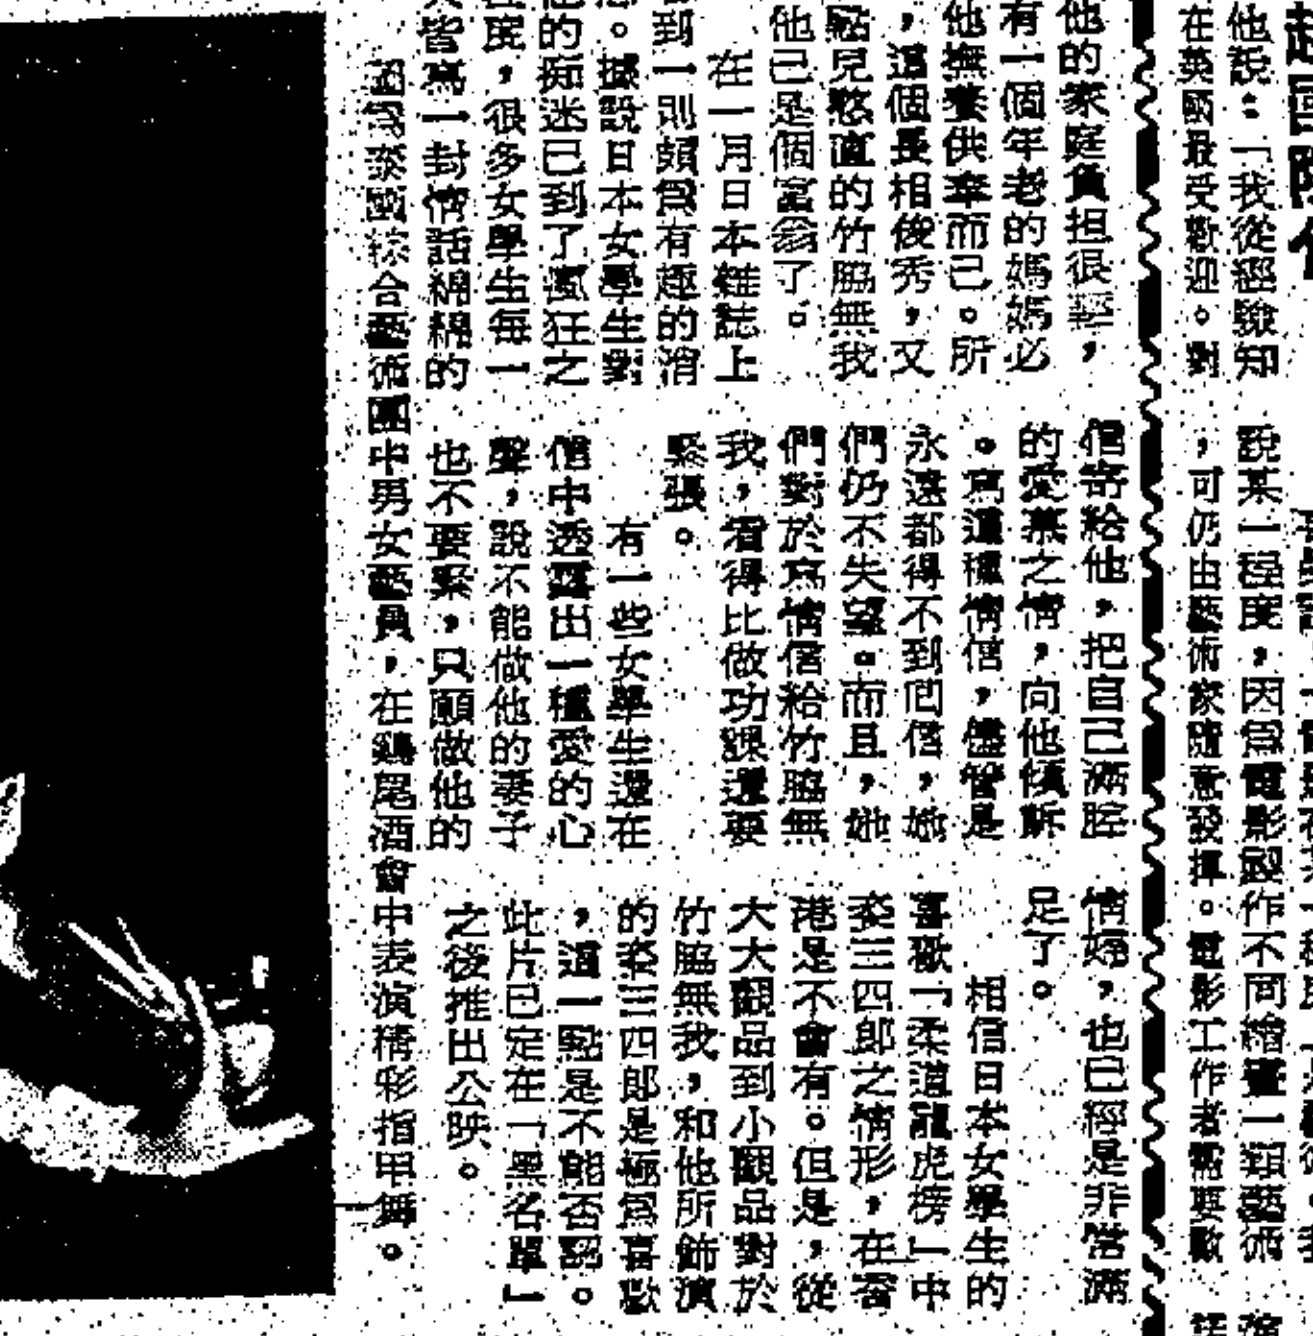 他說：「我從經驗知
在英國最受歡迎。對
說某一程度，因爲電影製作不同繪畫一類藝術
，可仍由藝術家隨意發揮。電影工作者需要
他的家庭負担很輕，
有一個年老的媽媽必
他撫養供奉而已。所
，這個長相俊秀，又
點見憨直的竹脇無我
他已是個富翁了。
在一月日本雜誌上
到一則頗爲有趣的消
。據說日本女學生對
的痴迷已到了瘋狂之
度，很多女學生每一
皆寫一封情話綿綿的
信寄給他，把自己滿腔
的愛慕之情，向他傾訴
。寫這種情信，儘管是
永遠都得不到回信，她
們仍不失望。而且，她
們對於寫情信給竹脇無
我，看得比做功課還要
緊張。
有一些女學生還在
信中透露出一種愛的心
聲，說不能做他的妻子
也不要緊，只願做他的
情婦，也已經是非常滿
足了。
相信日本女學生的
喜歡「柔道龍虎榜」中
姿三四郎之情形，在香
港是不會有。但是，從
大大觀品到小觀品對於
竹脇無我，和他所飾演
的姿三四郎是極爲喜歡
，這一點是不能否認。
此片已定在「黑名單」
之後推出公映。
圖爲泰國綜合藝術團中男女藝員，在鷄尾酒會中表演精彩指甲舞。